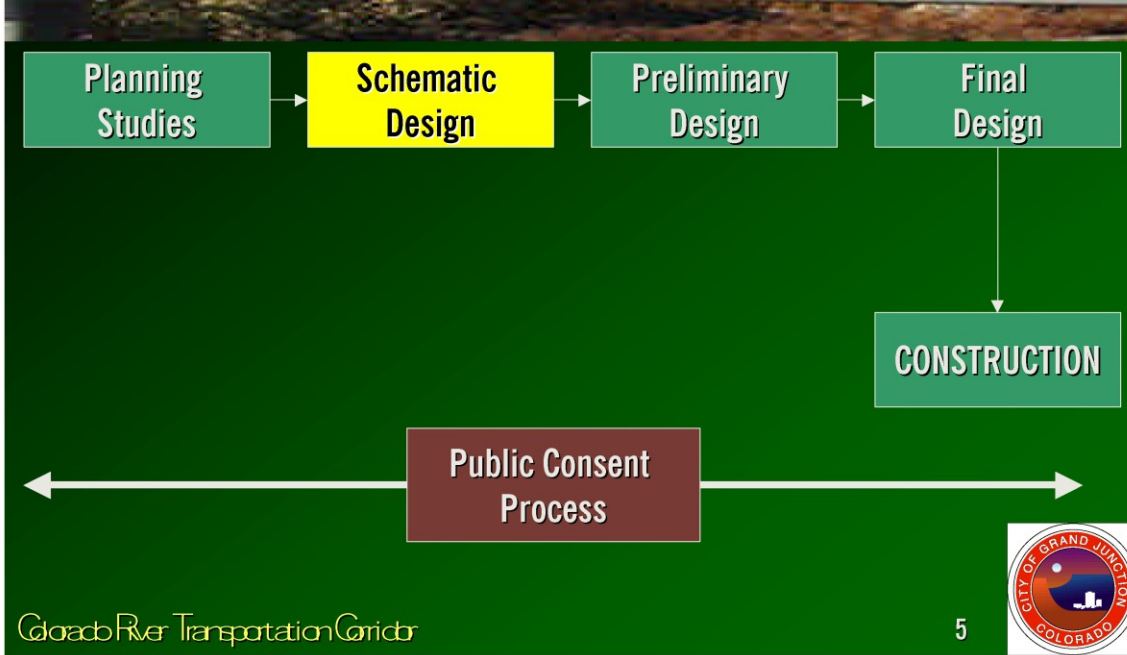 Planning
Studies
Schematic
Design
Preliminary
Design
Final
Design
CONSTRUCTION
Public Consent
Process
Colorado River Transportation Corridor
5
CITY OF GRAND JUNCTION
COLORADO